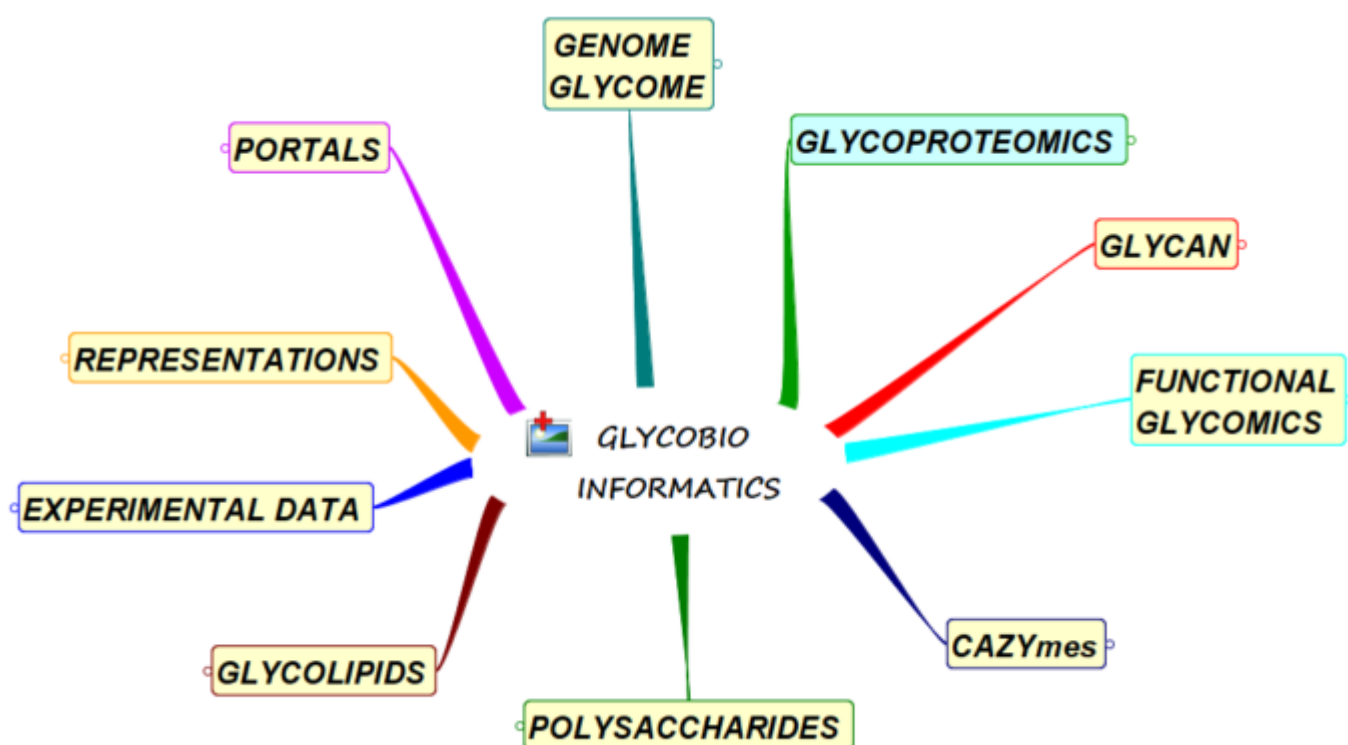 GENOME
GLYCOME
PORTALS
GLYCOPROTEOMICS
GLYCAN
REPRESENTATIONS
FUNCTIONAL
GLYCOMICS
GLYCOBIO
INFORMATICS
EXPERIMENTAL DATA
CAZYmes
GLYCOLIPIDS
POLYSACCHARIDES